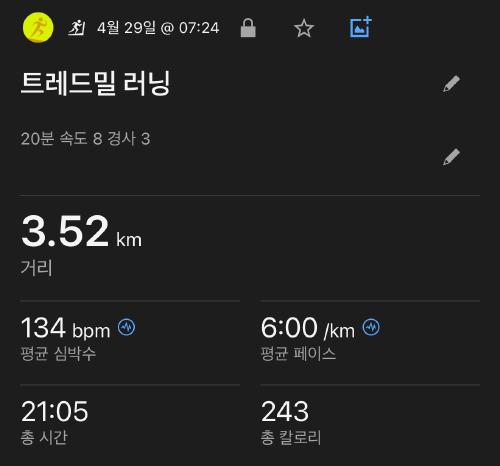 4월 29일 @ 07:24
트레드밀 러닝
20분 속도 8 경사 3
3.52 km
거리
134 bpm
평균 심박수
6:00 /km
평균 페이스
21:05
총 시간
243
총 칼로리